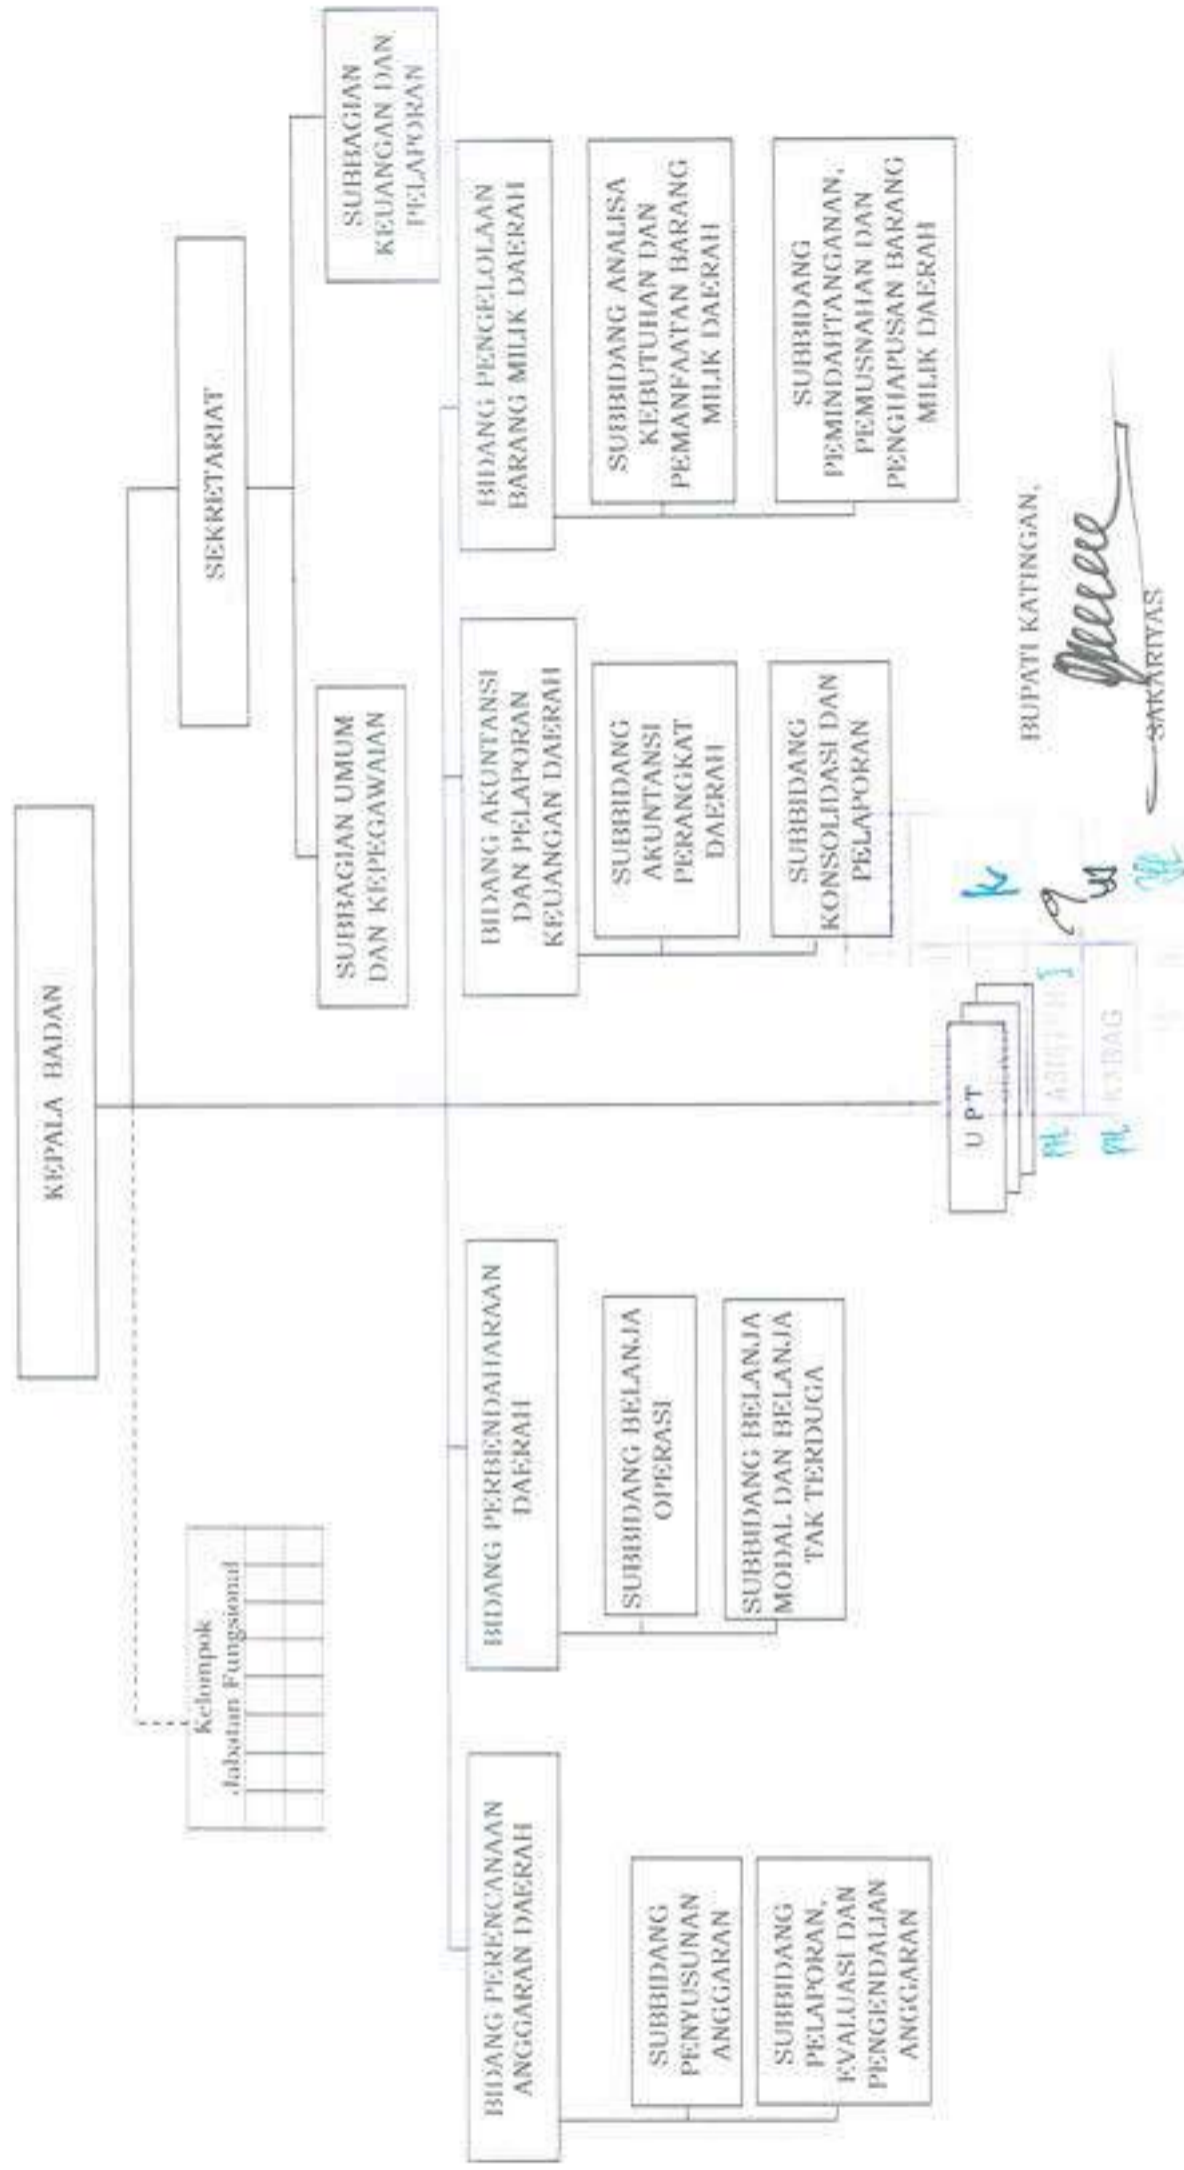 KEPALA BADAN
Kelompok
Jabatan Fungsional
SEKRETARIAT
SUBBAGIAN UMUM
DAN KEPEGAWAIAN
SUBBAGIAN
KEUANGAN DAN
PELAPORAN
BIDANG PERENCANAAN
ANGGARAN DAERAH
SUBBIDANG
PENYUSUNAN
ANGGARAN
SUBBIDANG
PELAPORAN,
EVALUASI DAN
PENGENDALIAN
ANGGARAN
BIDANG PERBENDAHARAAN
DAERAH
SUBBIDANG BELANJA
OPERASI
SUBBIDANG BELANJA
MODAL DAN BELANJA
TAK TERDUGA
BIDANG AKUNTANSI
DAN PELAPORAN
KEUANGAN DAERAH
SUBBIDANG
AKUNTANSI
PERANGKAT
DAERAH
SUBBIDANG
KONSOLIDASI DAN
PELAPORAN
BIDANG PENGELOLAAN
BARANG MILIK DAERAH
SUBBIDANG ANALISA
KEBUTUHAN DAN
PEMANFAATAN BARANG
MILIK DAERAH
SUBBIDANG
PEMINDAHTANGANAN,
PEMUSNAHAN DAN
PENGHAPUSAN BARANG
MILIK DAERAH
U P T
KABAG
BUPATI KATINGAN,
SAKARIYAS